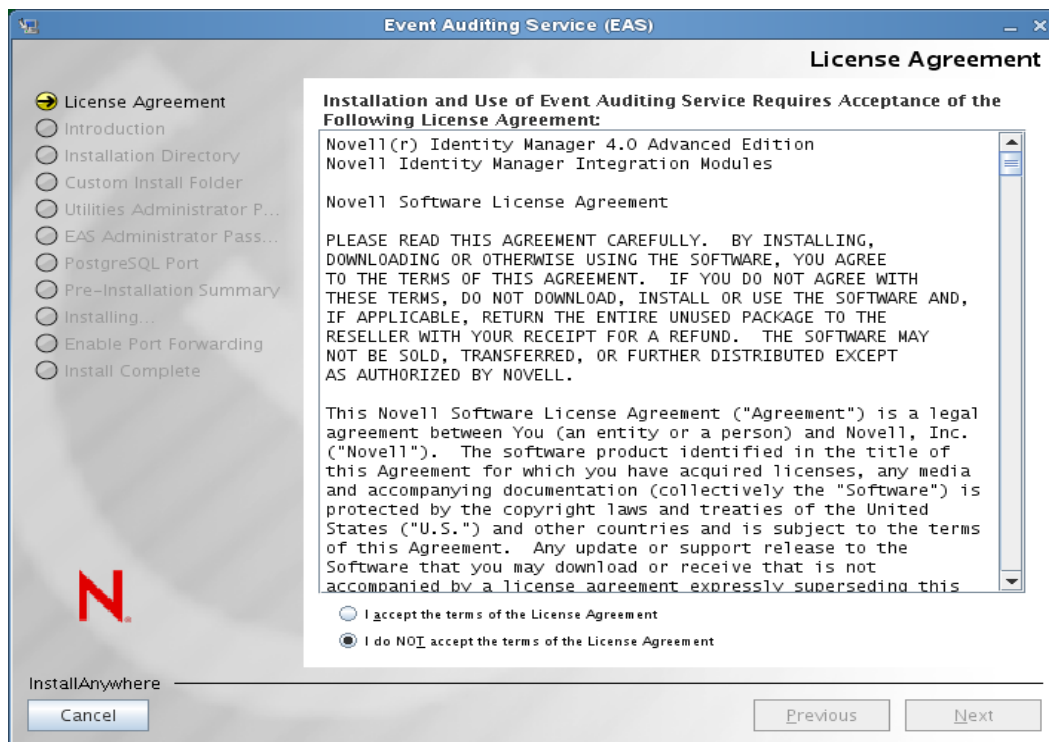 Event Auditing Service (EAS)
License Agreement
License Agreement
Introduction
Installation Directory
Custom Install Folder
Utilities Administrator P...
EAS Administrator Pass...
PostgreSQL Port
Pre-Installation Summary
Installing...
Enable Port Forwarding
Install Complete
Installation and Use of Event Auditing Service Requires Acceptance of the
Following License Agreement:
Novell(r) Identity Manager 4.0 Advanced Edition
Novell Identity Manager Integration Modules
Novell Software License Agreement
PLEASE READ THIS AGREEMENT CAREFULLY.  BY INSTALLING,
DOWNLOADING OR OTHERWISE USING THE SOFTWARE, YOU AGREE
TO THE TERMS OF THIS AGREEMENT.  IF YOU DO NOT AGREE WITH
THESE TERMS, DO NOT DOWNLOAD, INSTALL OR USE THE SOFTWARE AND,
IF APPLICABLE, RETURN THE ENTIRE UNUSED PACKAGE TO THE
RESELLER WITH YOUR RECEIPT FOR A REFUND.  THE SOFTWARE MAY
NOT BE SOLD, TRANSFERRED, OR FURTHER DISTRIBUTED EXCEPT
AS AUTHORIZED BY NOVELL.
This Novell Software License Agreement ("Agreement") is a legal
agreement between You (an entity or a person) and Novell, Inc.
("Novell").  The software product identified in the title of
this Agreement for which you have acquired licenses, any media
and accompanying documentation (collectively the "Software") is
protected by the copyright laws and treaties of the United
States ("U.S.") and other countries and is subject to the terms
of this Agreement.  Any update or support release to the
Software that you may download or receive that is not
accompanied by a license agreement expressly superseding this
I accept the terms of the License Agreement
I do NOT accept the terms of the License Agreement
N
InstallAnywhere
Cancel
Previous
Next